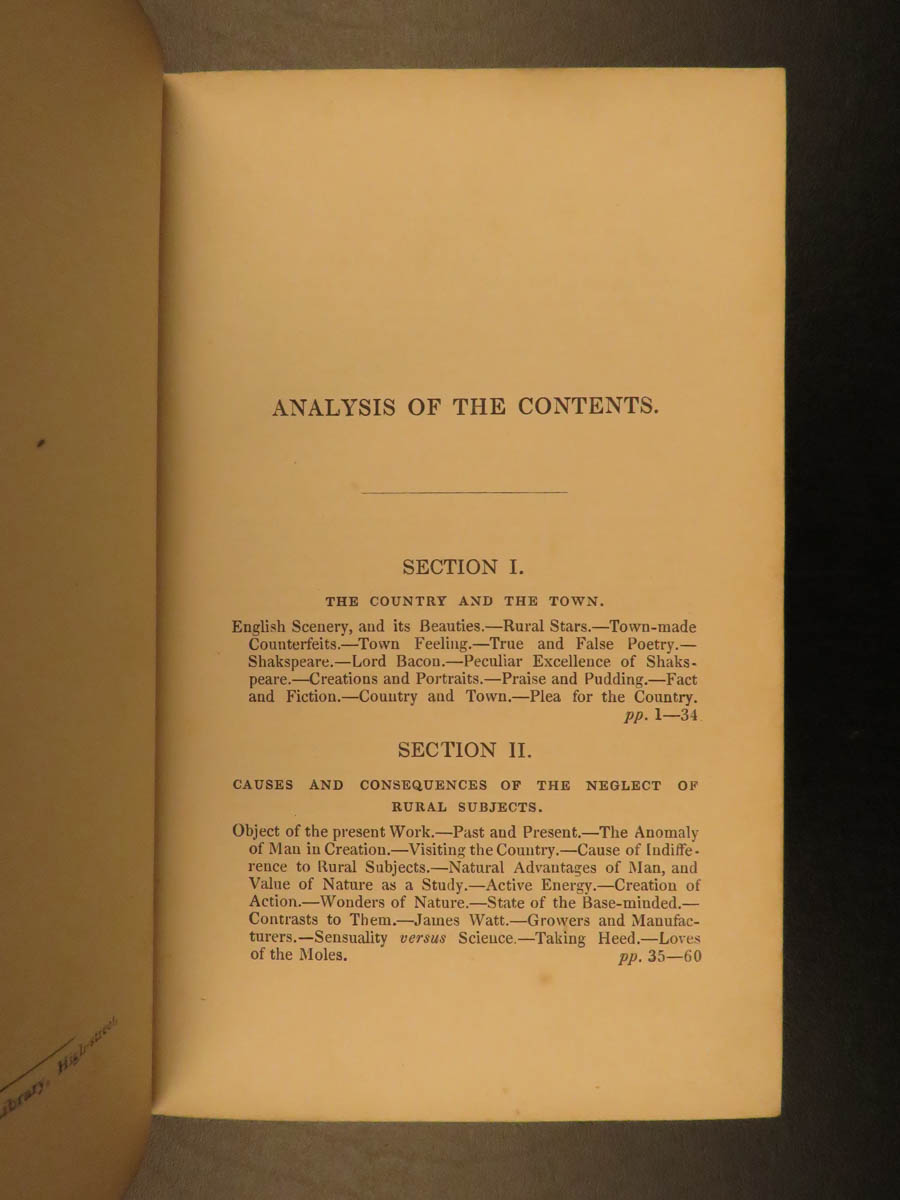 ANALYSIS OF THE CONTENTS.
SECTION I.
THE COUNTRY AND THE TOWN.
English Scenery, and its Beauties.—Rural Stars.—Town-made
Counterfeits.—Town Feeling.—True and False Poetry.—
Shakspeare.—Lord Bacon.—Peculiar Excellence of Shaks-
peare.—Creations and Portraits.—Praise and Pudding.—Fact
and Fiction.—Country and Town.—Plea for the Country.
pp. 1—34
SECTION II.
CAUSES AND CONSEQUENCES OF THE NEGLECT OF
RURAL SUBJECTS.
Object of the present Work.—Past and Present.—The Anomaly
of Man in Creation.—Visiting the Country.—Cause of Indiffe-
rence to Rural Subjects.—Natural Advantages of Man, and
Value of Nature as a Study.—Active Energy.—Creation of
Action.—Wonders of Nature.—State of the Base-minded.—
Contrasts to Them.—James Watt.—Growers and Manufac-
turers.—Sensuality versus Science.—Taking Heed.—Loves
of the Moles. pp. 35—60
Library, High-street,